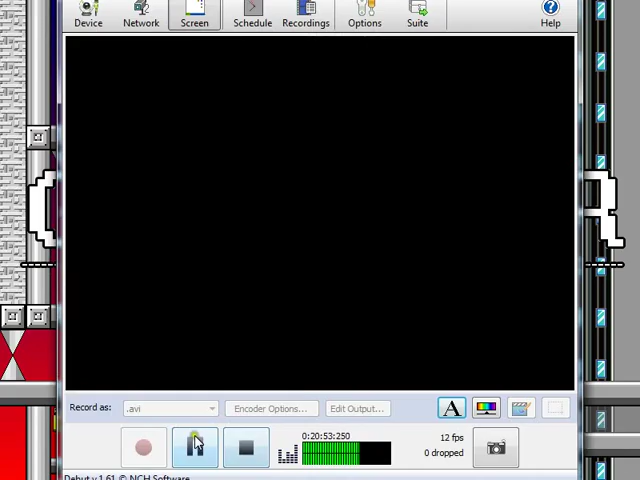 Device Network Screen Schedule Recordings Options Suite Help
Record as: .avi Encoder Options... Edit Output...
A
0:20:53:250
12 fps
0 dropped
Debut v 1.61 © NCH Software